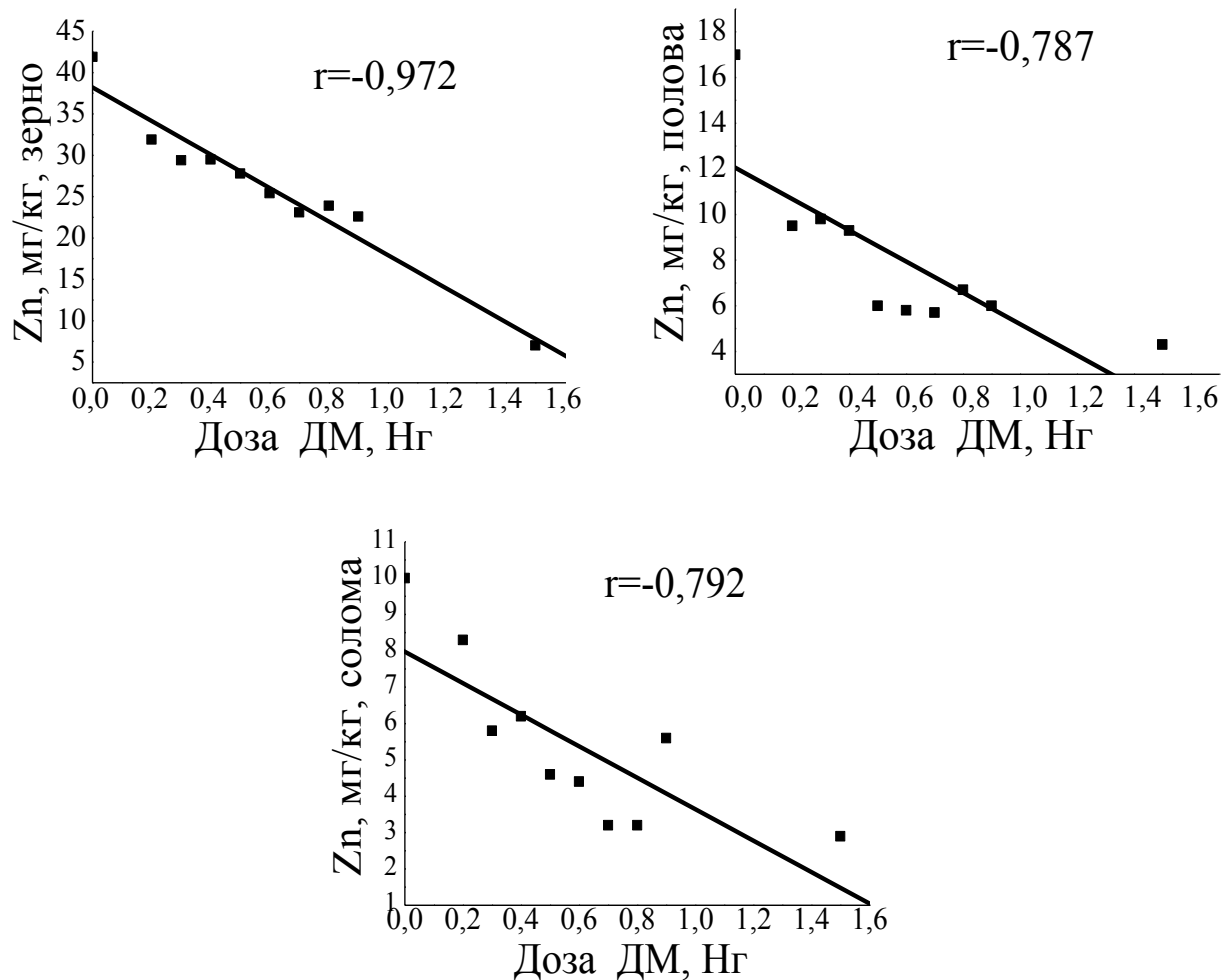 r=-0,972
Zn, мг/кг, зерно
45
40
35
30
25
20
15
10
5
0,0 0,2 0,4 0,6 0,8 1,0 1,2 1,4 1,6
Доза ДМ, Нг
r=-0,787
Zn, мг/кг, полова
18
16
14
12
10
8
6
4
0,0 0,2 0,4 0,6 0,8 1,0 1,2 1,4 1,6
Доза ДМ, Нг
r=-0,792
Zn, мг/кг, солома
11
10
9
8
7
6
5
4
3
2
1
0,0 0,2 0,4 0,6 0,8 1,0 1,2 1,4 1,6
Доза ДМ, Нг